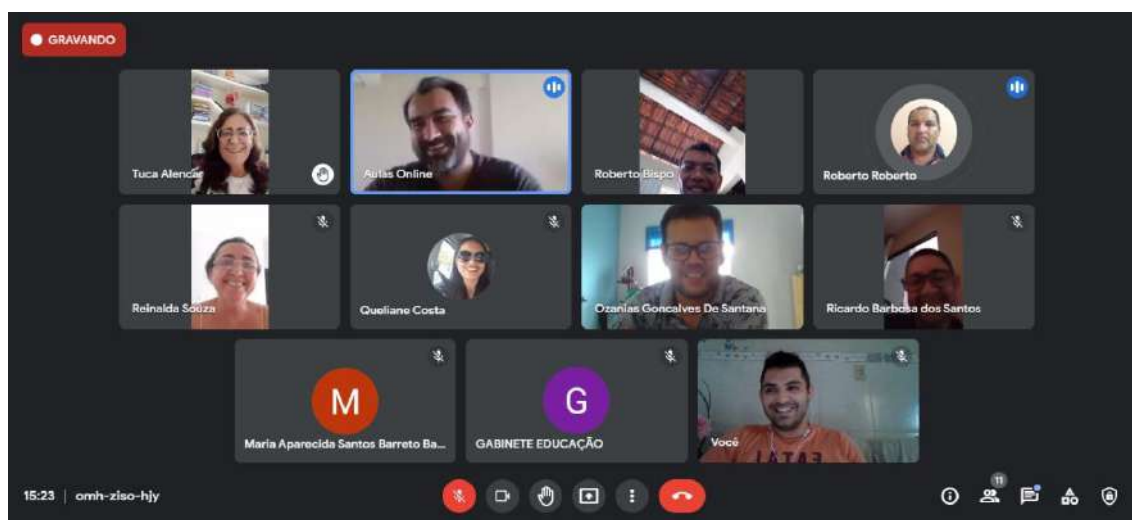 GRAVANDO
Tuca Alencar
Aulas Online
Roberto Bispo
Roberto Roberto
Reinalda Souza
Queliane Costa
Ozanias Goncalves De Santana
Ricardo Barbosa dos Santos
M
Maria Aparecida Santos Barreto Ba...
G
GABINETE EDUCAÇÃO
Você
15:23 | omh-ziso-hjy
11